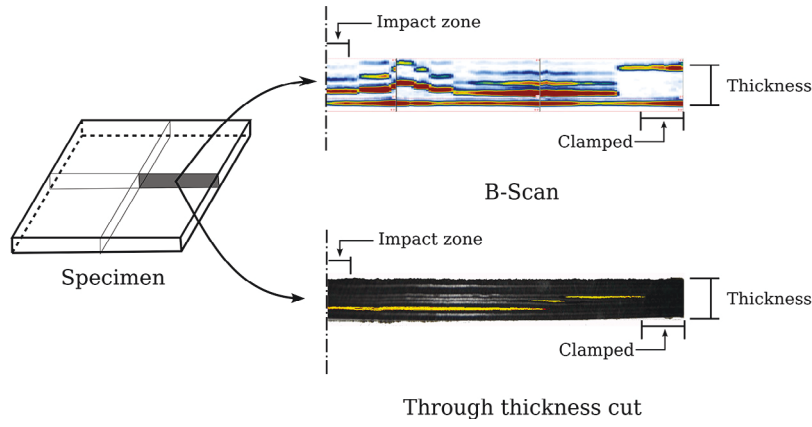 Impact zone
Thickness
Clamped
B-Scan
Specimen
Impact zone
Thickness
Clamped
Through thickness cut